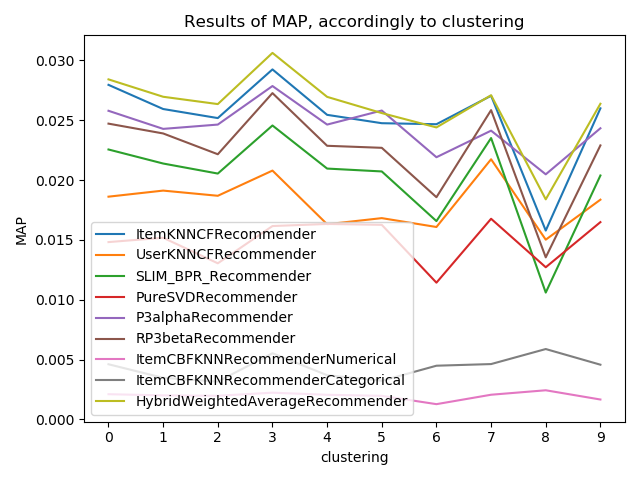 Results of MAP, accordingly to clustering
MAP
0.030
0.025
0.020
0.015
0.010
0.005
0.000
ItemKNNCFRecommender
UserKNNCFRecommender
SLIM_BPR_Recommender
PureSVDRecommender
P3alphaRecommender
RP3betaRecommender
ItemCBFKNNRecommenderNumerical
ItemCBFKNNRecommenderCategorical
HybridWeightedAverageRecommender
0 1 2 3 4 5 6 7 8 9
clustering